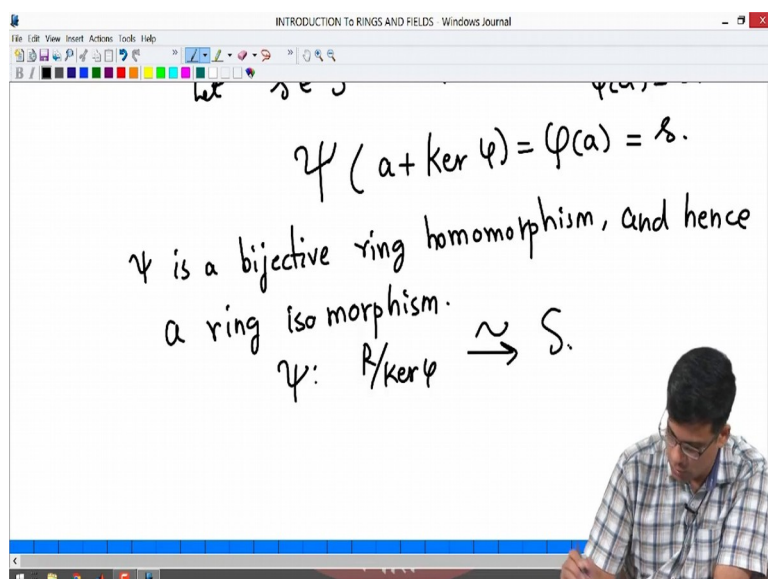 INTRODUCTION To RINGS AND FIELDS - Windows Journal
File Edit View Insert Actions Tools Help
B I
Let s ∈ S
Ψ ( a + ker φ) = φ(a) = s.
Ψ is a bijective ring homomorphism, and hence
a ring isomorphism.
Ψ: R/ker φ ~→ S.